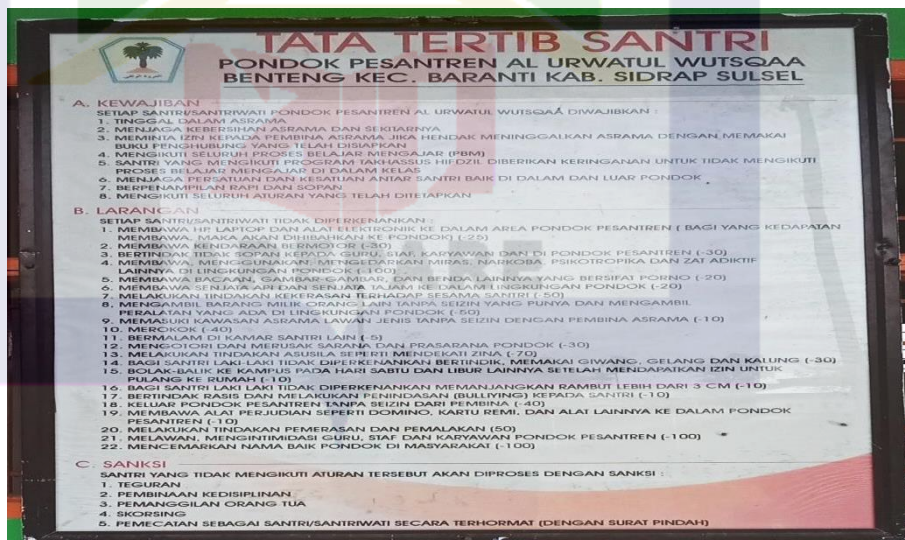 TATA TERTIB SANTRI
PONDOK PESANTREN AL URWATUL WUTSQAA
BENTENG KEC. BARANTI KAB. SIDRAP SULSEL
A. KEWAJIBAN
SETIAP SANTRI/SANTRIWATI PONDOK PESANTREN AL URWATUL WUTSQAA DIWAJIBKAN :
1. TINGGAL DALAM ASRAMA
2. MENJAGA KEBERSIHAN ASRAMA DAN SEKITARNYA
3. MEMINTA IZIN KEPADA PEMBINA ASRAMA JIKA HENDAK MENINGGALKAN ASRAMA DENGAN MEMAKAI
BUKU PENGHUBUNG YANG TELAH DISIAPKAN
4. MENGIKUTI SELURUH PROSES BELAJAR MENGAJAR (PBM)
5. SANTRI YANG MENGIKUTI PROGRAM TAKHASSUS HIFDZIL DIBERIKAN KERINGANAN UNTUK TIDAK MENGIKUTI
PROSES BELAJAR MENGAJAR DI DALAM KELAS
6. MENJAGA PERSATUAN DAN KESATUAN ANTAR SANTRI BAIK DI DALAM DAN LUAR PONDOK
7. BERPENAMPILAN RAPI DAN SOPAN
8. MENGIKUTI SELURUH ATURAN YANG TELAH DITETAPKAN
B. LARANGAN
SETIAP SANTRI/SANTRIWATI TIDAK DIPERKENANKAN :
1. MEMBAWA HP, LAPTOP DAN ALAT ELEKTRONIK KE DALAM AREA PONDOK PESANTREN ( BAGI YANG KEDAPATAN
MEMBAWA, MAKA AKAN DIHIBAHKAN KE PONDOK) (-25)
2. MEMBAWA KENDARAAN BERMOTOR (-30)
3. BERTINDAK TIDAK SOPAN KEPADA GURU, STAF, KARYAWAN DAN DI PONDOK PESANTREN (-30)
4. MEMBAWA, MENGGUNAKAN, MENGEDARKAN MIRAS, NARKOBA, PSIKOTROPIKA DAN ZAT ADIKTIF
LAINNYA DI LINGKUNGAN PONDOK (-100)
5. MEMBAWA BACAAN, GAMBAR-GAMBAR, DAN BENDA LAINNYA YANG BERSIFAT PORNO (-20)
6. MEMBAWA SENJATA API DAN SENJATA TAJAM KE DALAM LINGKUNGAN PONDOK (-20)
7. MELAKUKAN TINDAKAN KEKERASAN TERHADAP SESAMA SANTRI (-50)
8. MENGAMBIL BARANG MILIK ORANG LAIN TANPA SEIZIN YANG PUNYA DAN MENGAMBIL
PERALATAN YANG ADA DI LINGKUNGAN PONDOK (-50)
9. MEMASUKI KAWASAN ASRAMA LAWAN JENIS TANPA SEIZIN DENGAN PEMBINA ASRAMA (-10)
10. MEROKOK (-40)
11. BERMALAM DI KAMAR SANTRI LAIN (-5)
12. MENGOTORI DAN MERUSAK SARANA DAN PRASARANA PONDOK (-30)
13. MELAKUKAN TINDAKAN ASUSILA SEPERTI MENDEKATI ZINA (-70)
14. BAGI SANTRI LAKI-LAKI TIDAK DIPERKENANKAN BERTINDIK, MEMAKAI GIWANG, GELANG DAN KALUNG (-30)
15. BOLAK-BALIK KE KAMPUS PADA HARI SABTU DAN LIBUR LAINNYA SETELAH MENDAPATKAN IZIN UNTUK
PULANG KE RUMAH (-10)
16. BAGI SANTRI LAKI LAKI TIDAK DIPERKENANKAN MEMANJANGKAN RAMBUT LEBIH DARI 3 CM (-10)
17. BERTINDAK RASIS DAN MELAKUKAN PENINDASAN (BULLIYING) KEPADA SANTRI (-10)
18. KELUAR PONDOK PESANTREN TANPA SEIZIN DARI PEMBINA (-40)
19. MEMBAWA ALAT PERJUDIAN SEPERTI DOMINO, KARTU REMI, DAN ALAT LAINNYA KE DALAM PONDOK
PESANTREN (-10)
20. MELAKUKAN TINDAKAN PEMERASAN DAN PEMALAKAN (50)
21. MELAWAN, MENGINTIMIDASI GURU, STAF DAN KARYAWAN PONDOK PESANTREN (-100)
22. MENCEMARKAN NAMA BAIK PONDOK DI MASYARAKAT (-100)
C. SANKSI
SANTRI YANG TIDAK MENGIKUTI ATURAN TERSEBUT AKAN DIPROSES DENGAN SANKSI :
1. TEGURAN
2. PEMBINAAN KEDISIPLINAN
3. PEMANGGILAN ORANG TUA
4. SKORSING
5. PEMECATAN SEBAGAI SANTRI/SANTRIWATI SECARA TERHORMAT (DENGAN SURAT PINDAH)